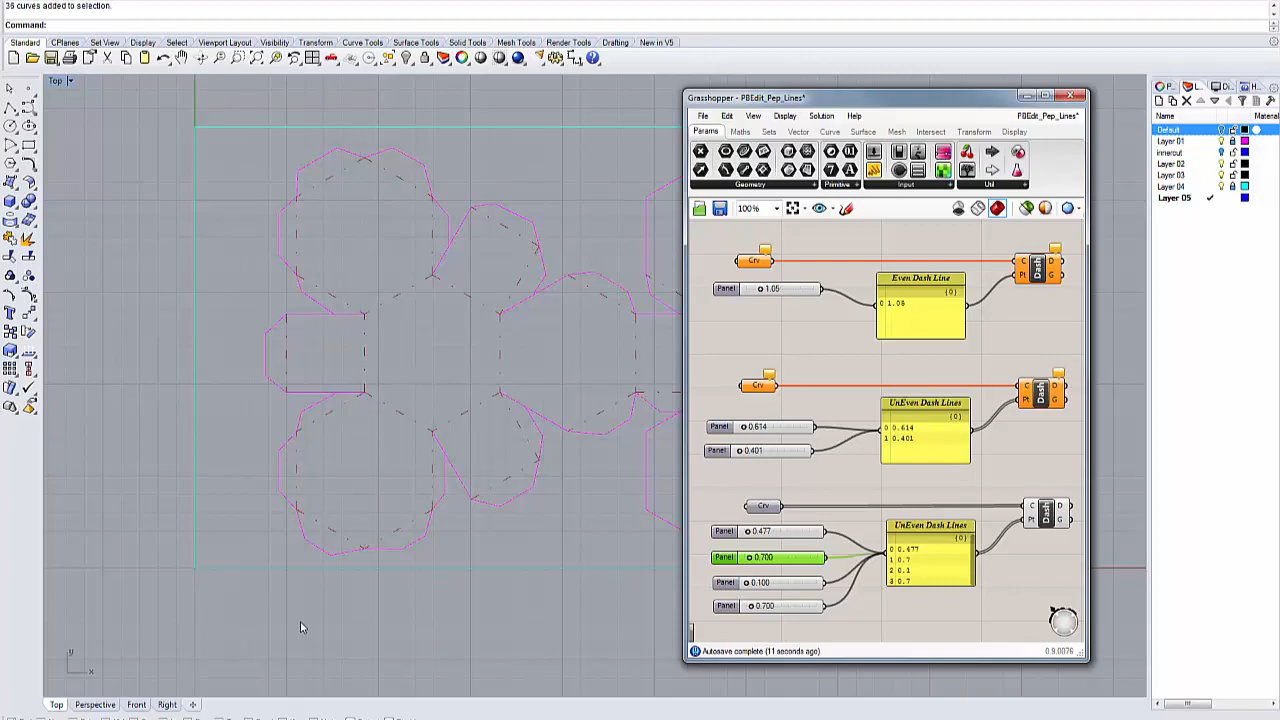 36 curves added to selection.
Command:
Standard CPlanes Set View Display Select Viewport Layout Visibility Transform Curve Tools Surface Tools Solid Tools Mesh Tools Render Tools Drafting New in V5
Top
Grasshopper - PBEdit_Pep_Lines*
File Edit View Display Solution Help PBEdit_Pep_Lines*
Params Maths Sets Vector Curve Surface Mesh Intersect Transform Display
Geometry Primitive Input Util
100%
Crv
Panel 1.05
Even Dash Line
{0}
0 1.05
C D
Pt G
Dash
Crv
Panel 0.614
Panel 0.401
UnEven Dash Lines
{0}
0 0.614
1 0.401
C D
Pt G
Dash
Crv
Panel 0.477
Panel 0.700
Panel 0.100
Panel 0.700
UnEven Dash Lines
{0}
0 0.477
1 0.7
2 0.1
3 0.7
C D
Pt G
Dash
Autosave complete (11 seconds ago) 0.9.0076
Name Material
Default
Layer 01
innercut
Layer 02
Layer 03
Layer 04
Layer 05
y
x
Top Perspective Front Right